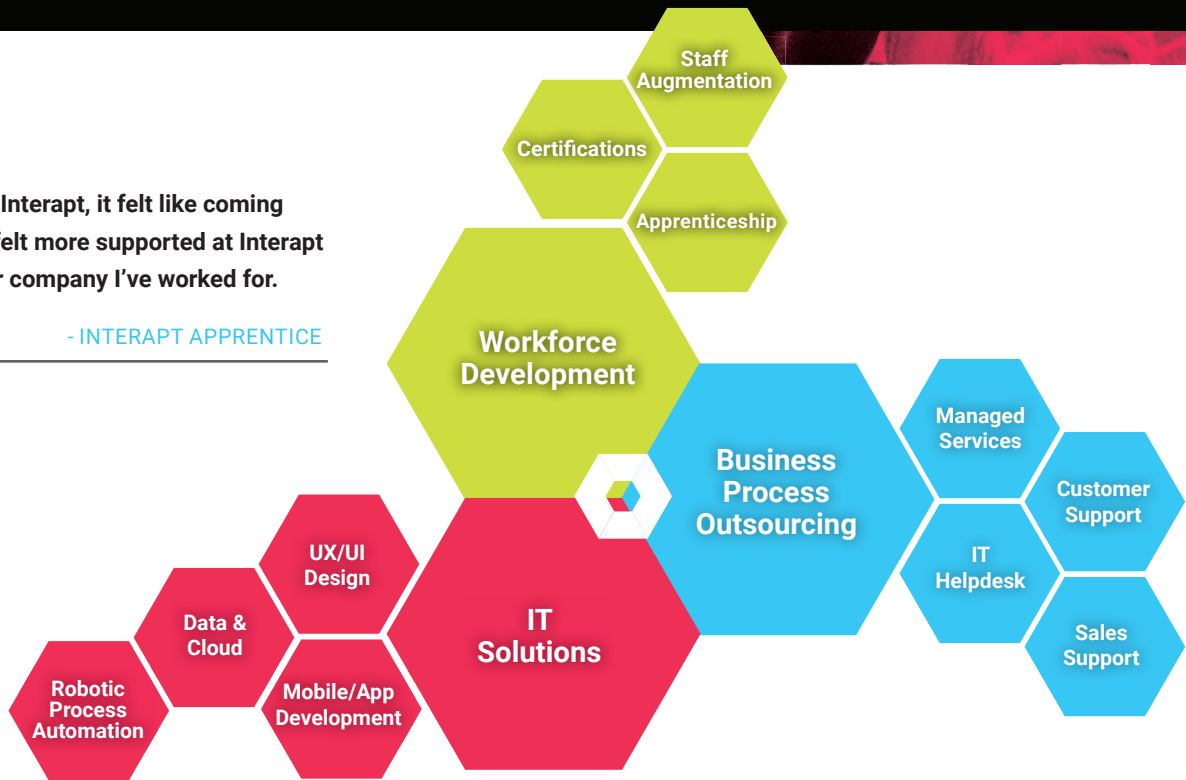 Staff
Augmentation
Certifications
Apprenticeship
Interapt, it felt like coming
felt more supported at Interapt
company I've worked for.
- INTERAPT APPRENTICE
Workforce
Development
Business
Process
Outsourcing
Managed
Services
Customer
Support
IT
Helpdesk
Sales
Support
UX/UI
Design
Data &
Cloud
IT
Solutions
Robotic
Process
Automation
Mobile/App
Development